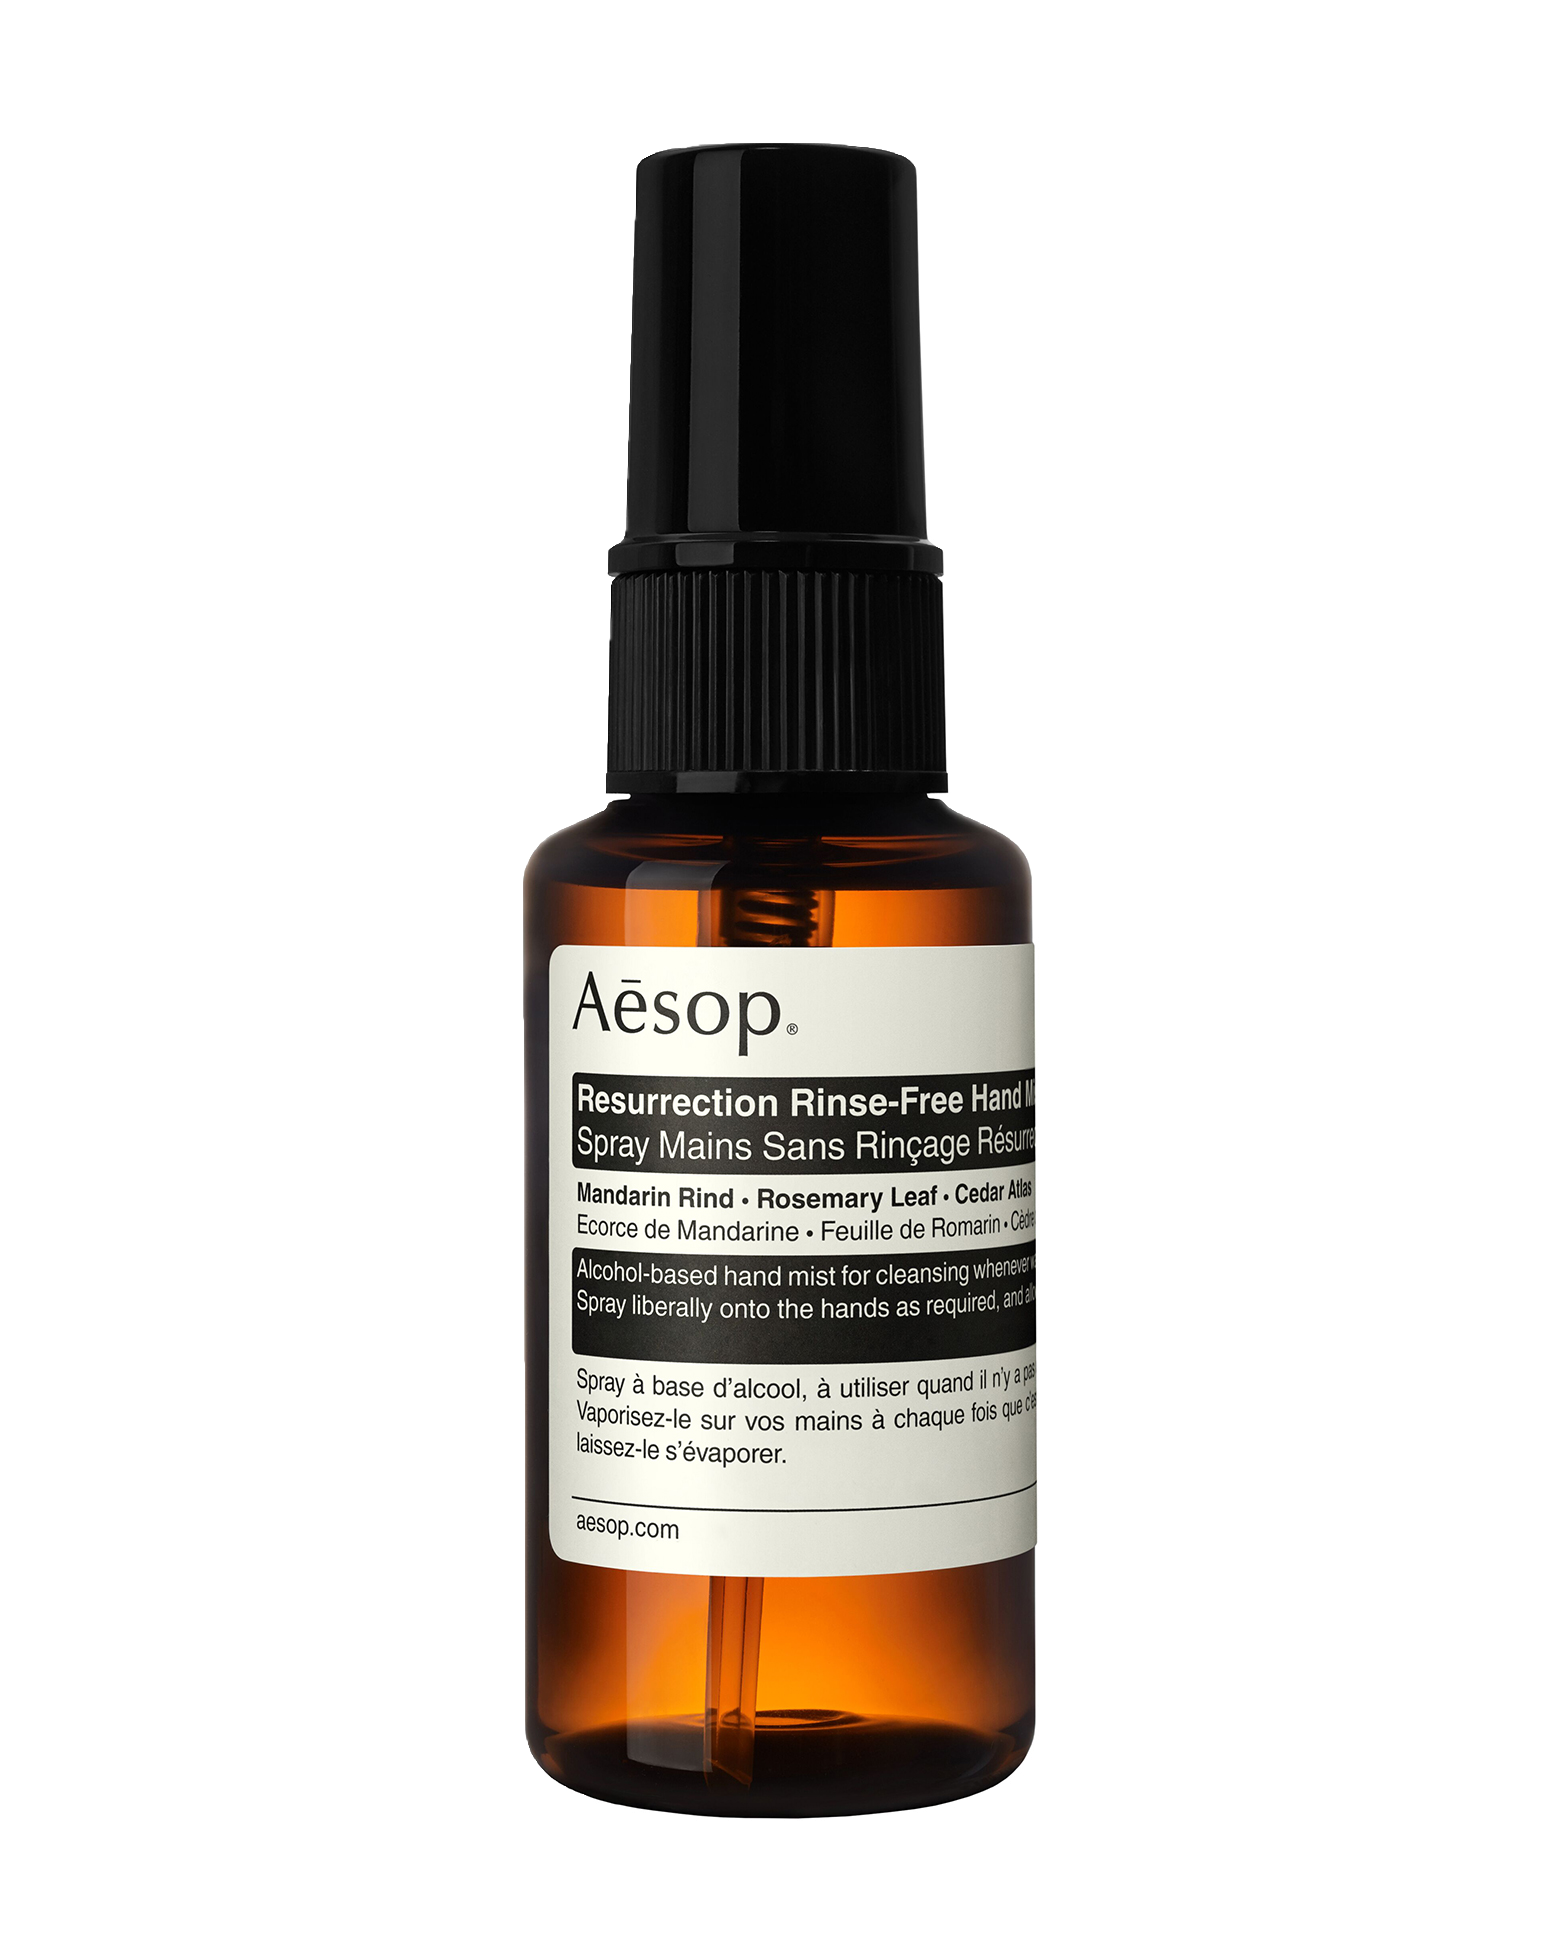 Aēsop®
Resurrection Rinse-Free Hand
Spray Mains Sans Rinçage
Mandarin Rind • Rosemary Leaf • Cedar Atlas
Ecorce de Mandarine • Feuille de Romarin •
Alcohol-based hand mist for cleansing whenever
Spray liberally onto the hands as required, and
Spray à base d'alcool, à utiliser quand il n'y a pas
Vaporisez-le sur vos mains à chaque fois que
laissez-le s'évaporer.
aesop.com